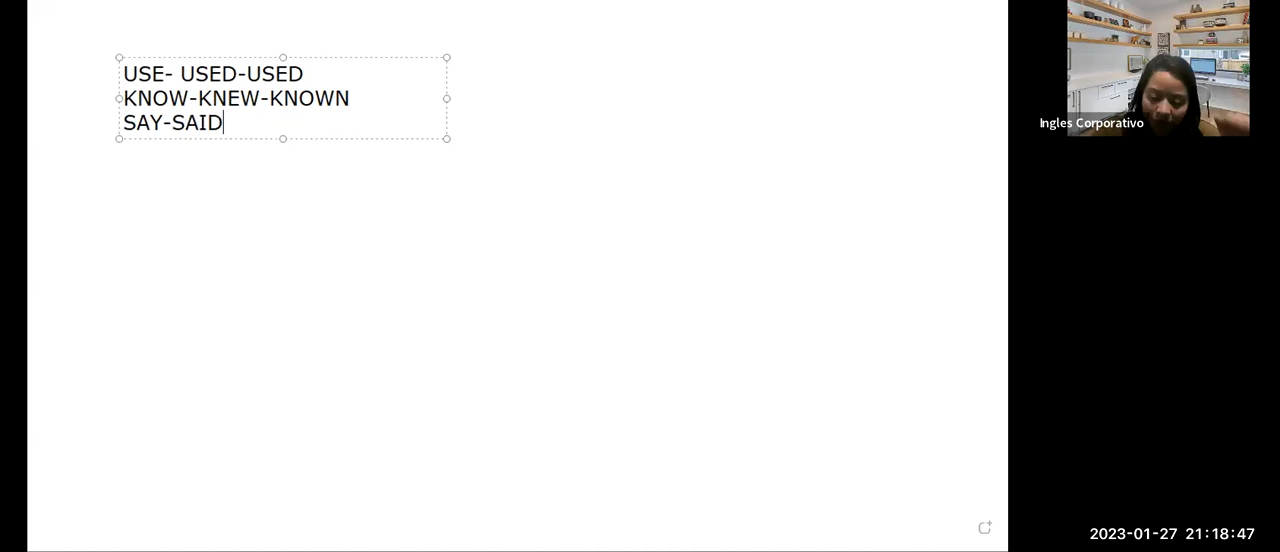 USE- USED-USED
KNOW-KNEW-KNOWN
SAY-SAID
Ingles Corporativo
2023-01-27 21:18:47